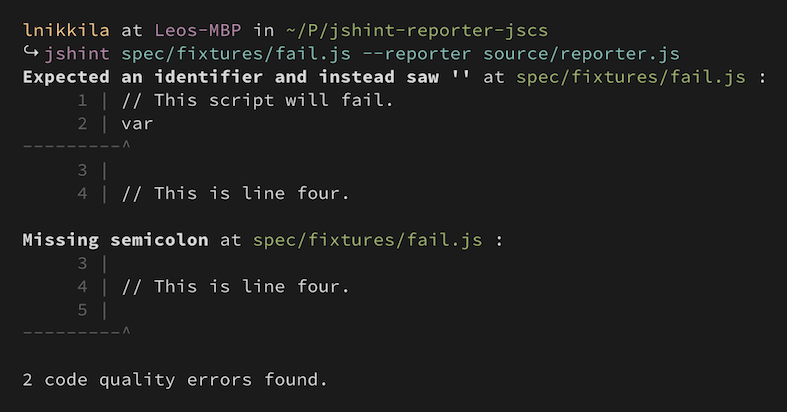 lnikkila at Leos-MBP in ~/P/jshint-reporter-jscs
↪ jshint spec/fixtures/fail.js --reporter source/reporter.js
Expected an identifier and instead saw '' at spec/fixtures/fail.js :
     1 | // This script will fail.
     2 | var
---------^
     3 |
     4 | // This is line four.

Missing semicolon at spec/fixtures/fail.js :
     3 |
     4 | // This is line four.
     5 |
---------^

2 code quality errors found.